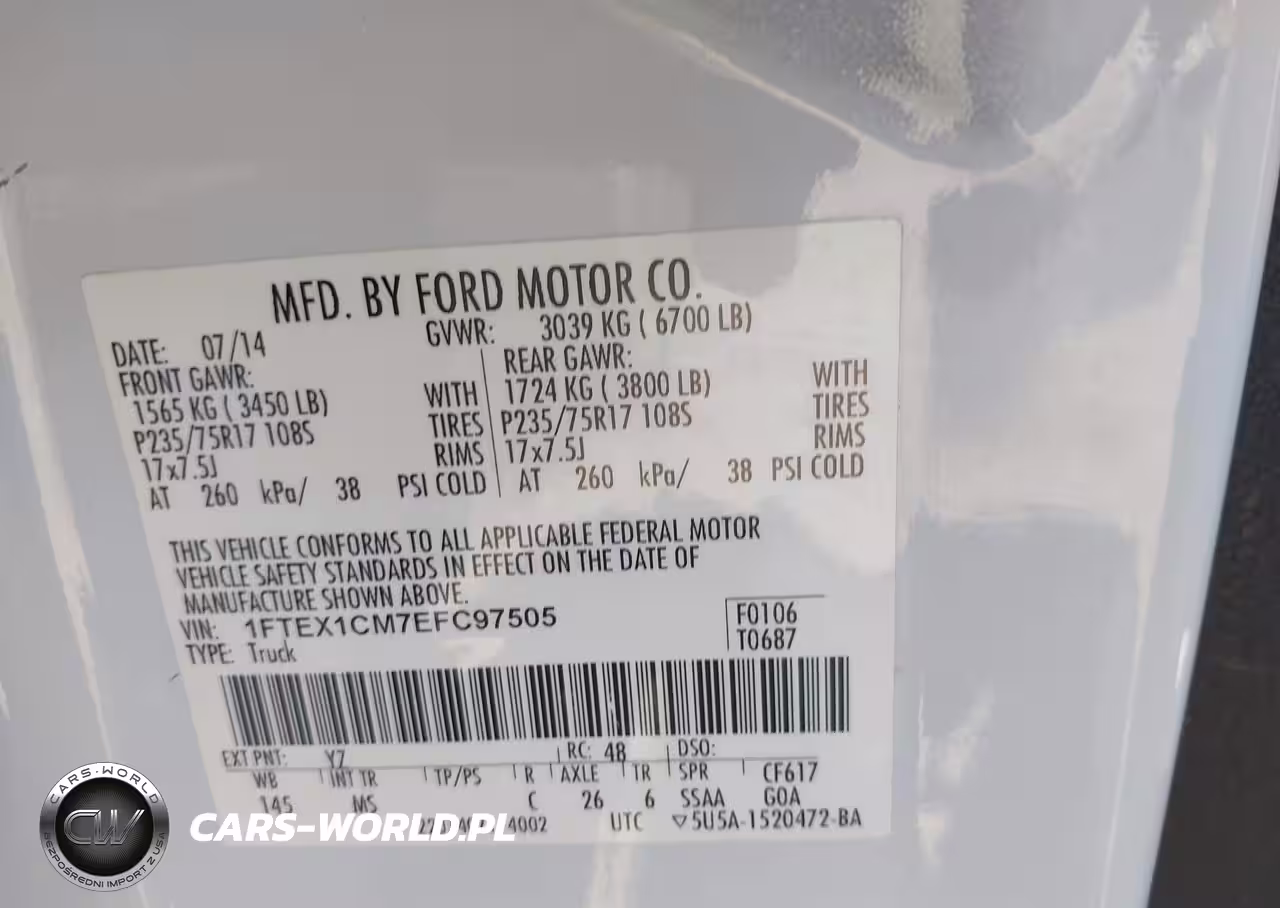 MFD. BY FORD MOTOR CO.
DATE: 07/14 GVWR: 3039 KG ( 6700 LB)
FRONT GAWR: REAR GAWR:
1565 KG ( 3450 LB) WITH 1724 KG ( 3800 LB) WITH
P235/75R17 108S TIRES P235/75R17 108S TIRES
17x7.5J RIMS 17x7.5J RIMS
AT 260 kPa/ 38 PSI COLD AT 260 kPa/ 38 PSI COLD
THIS VEHICLE CONFORMS TO ALL APPLICABLE FEDERAL MOTOR
VEHICLE SAFETY STANDARDS IN EFFECT ON THE DATE OF
MANUFACTURE SHOWN ABOVE.
VIN: 1FTEX1CM7EFC97505 F0106
TYPE: Truck T0687
EXT PNT: YZ RC: 48 DSO:
WB INT TR TP/PS R AXLE TR SPR CF617
145 MS C 26 6 SSAA GOA
4002 UTC ▽5U5A-1520472-BA
CARS-WORLD
CW
BEZPOŚREDNI IMPORT Z USA
CARS-WORLD.PL